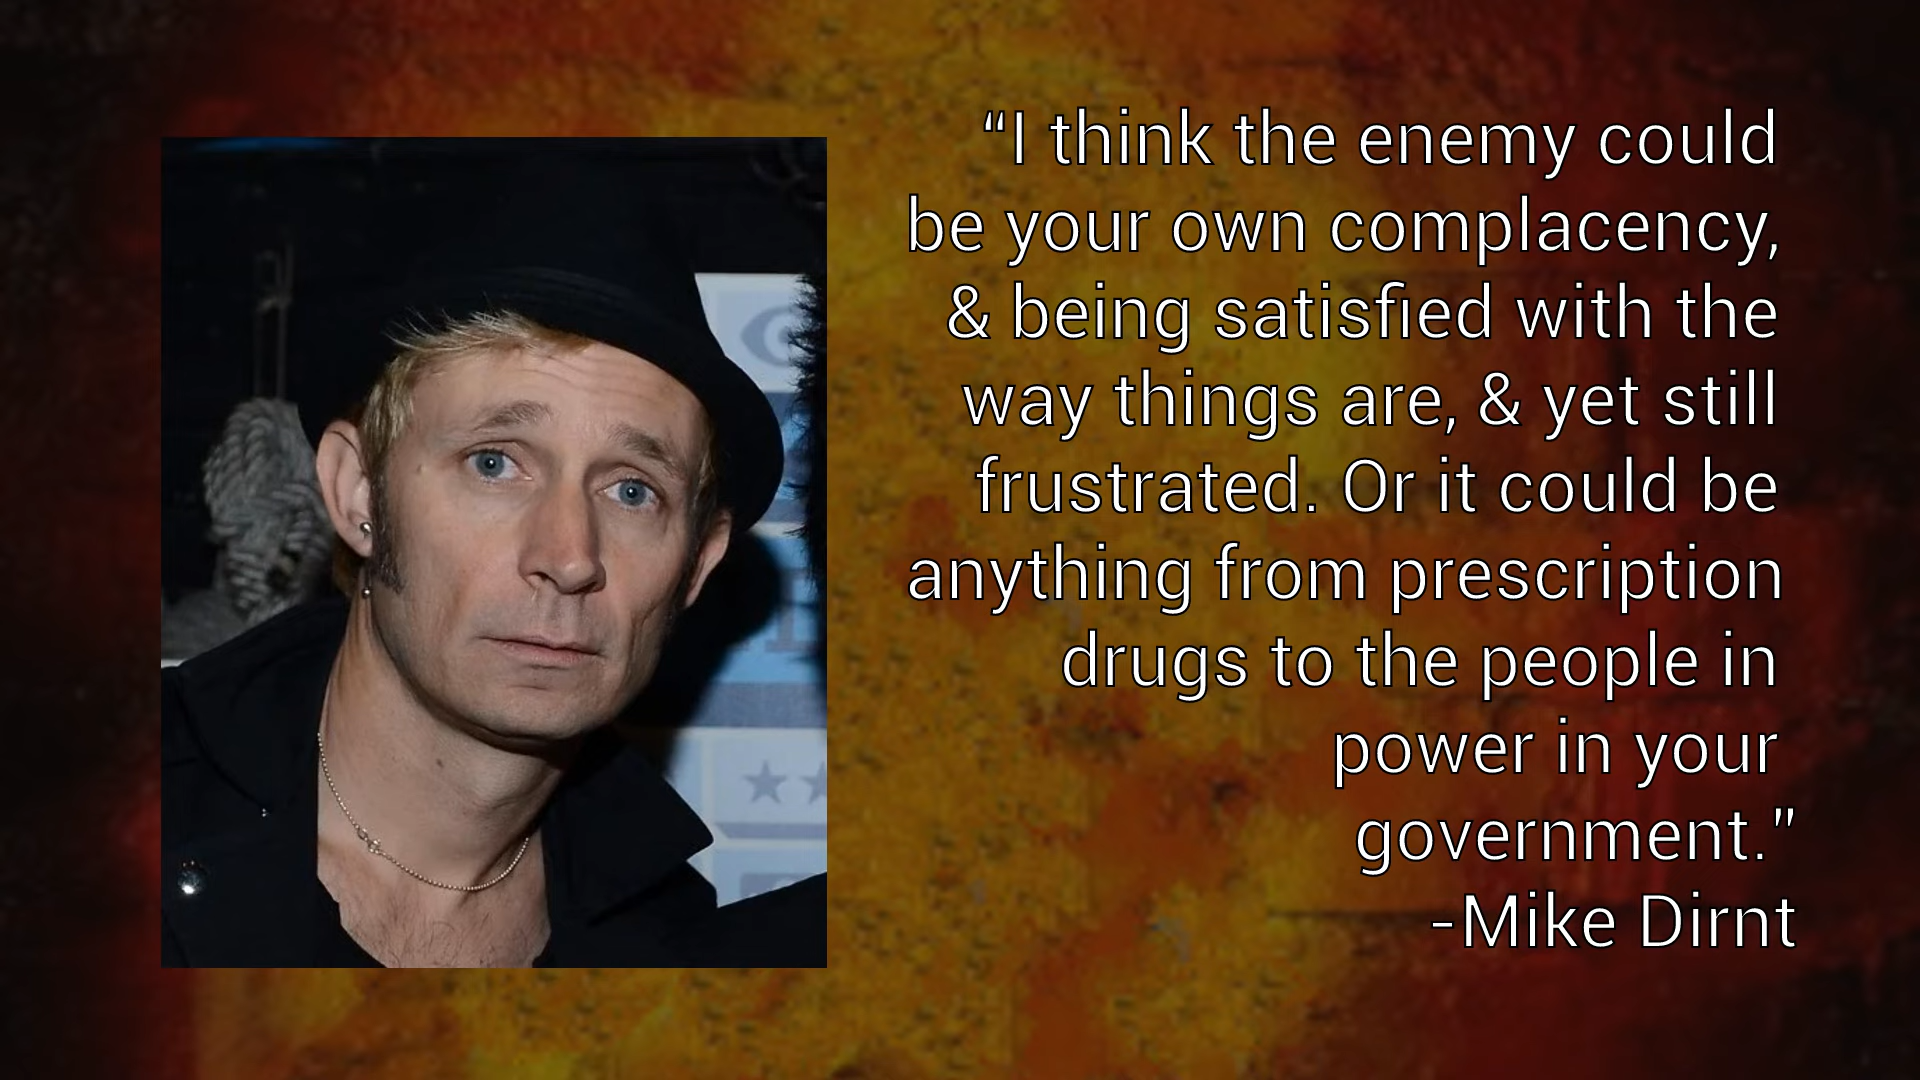 “I think the enemy could
be your own complacency,
& being satisfied with the
way things are, & yet still
frustrated. Or it could be
anything from prescription
drugs to the people in
power in your
government."
-Mike Dirnt